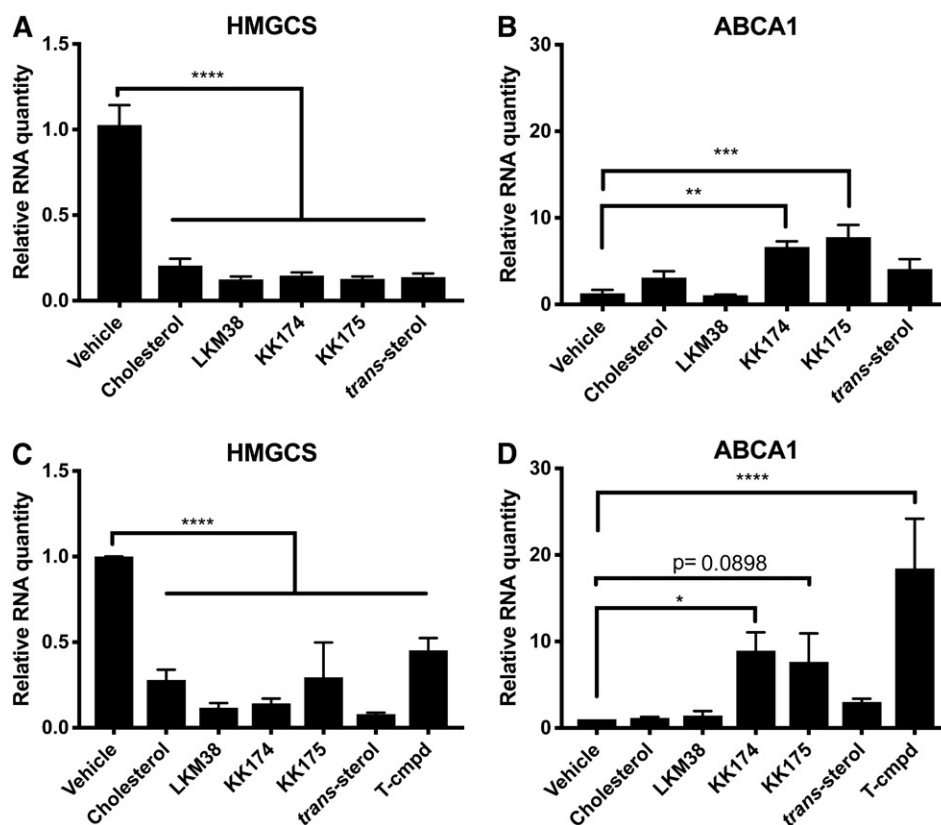 A
HMGCS
Relative RNA quantity
1.5
1.0
0.5
0.0
****
Vehicle
Cholesterol
LKM38
KK174
KK175
trans-sterol
B
ABCA1
Relative RNA quantity
30
20
10
0
***
**
Vehicle
Cholesterol
LKM38
KK174
KK175
trans-sterol
C
HMGCS
Relative RNA quantity
1.5
1.0
0.5
0.0
****
Vehicle
Cholesterol
LKM38
KK174
KK175
trans-sterol
T-cmpd
D
ABCA1
Relative RNA quantity
30
20
10
0
****
p= 0.0898
*
Vehicle
Cholesterol
LKM38
KK174
KK175
trans-sterol
T-cmpd